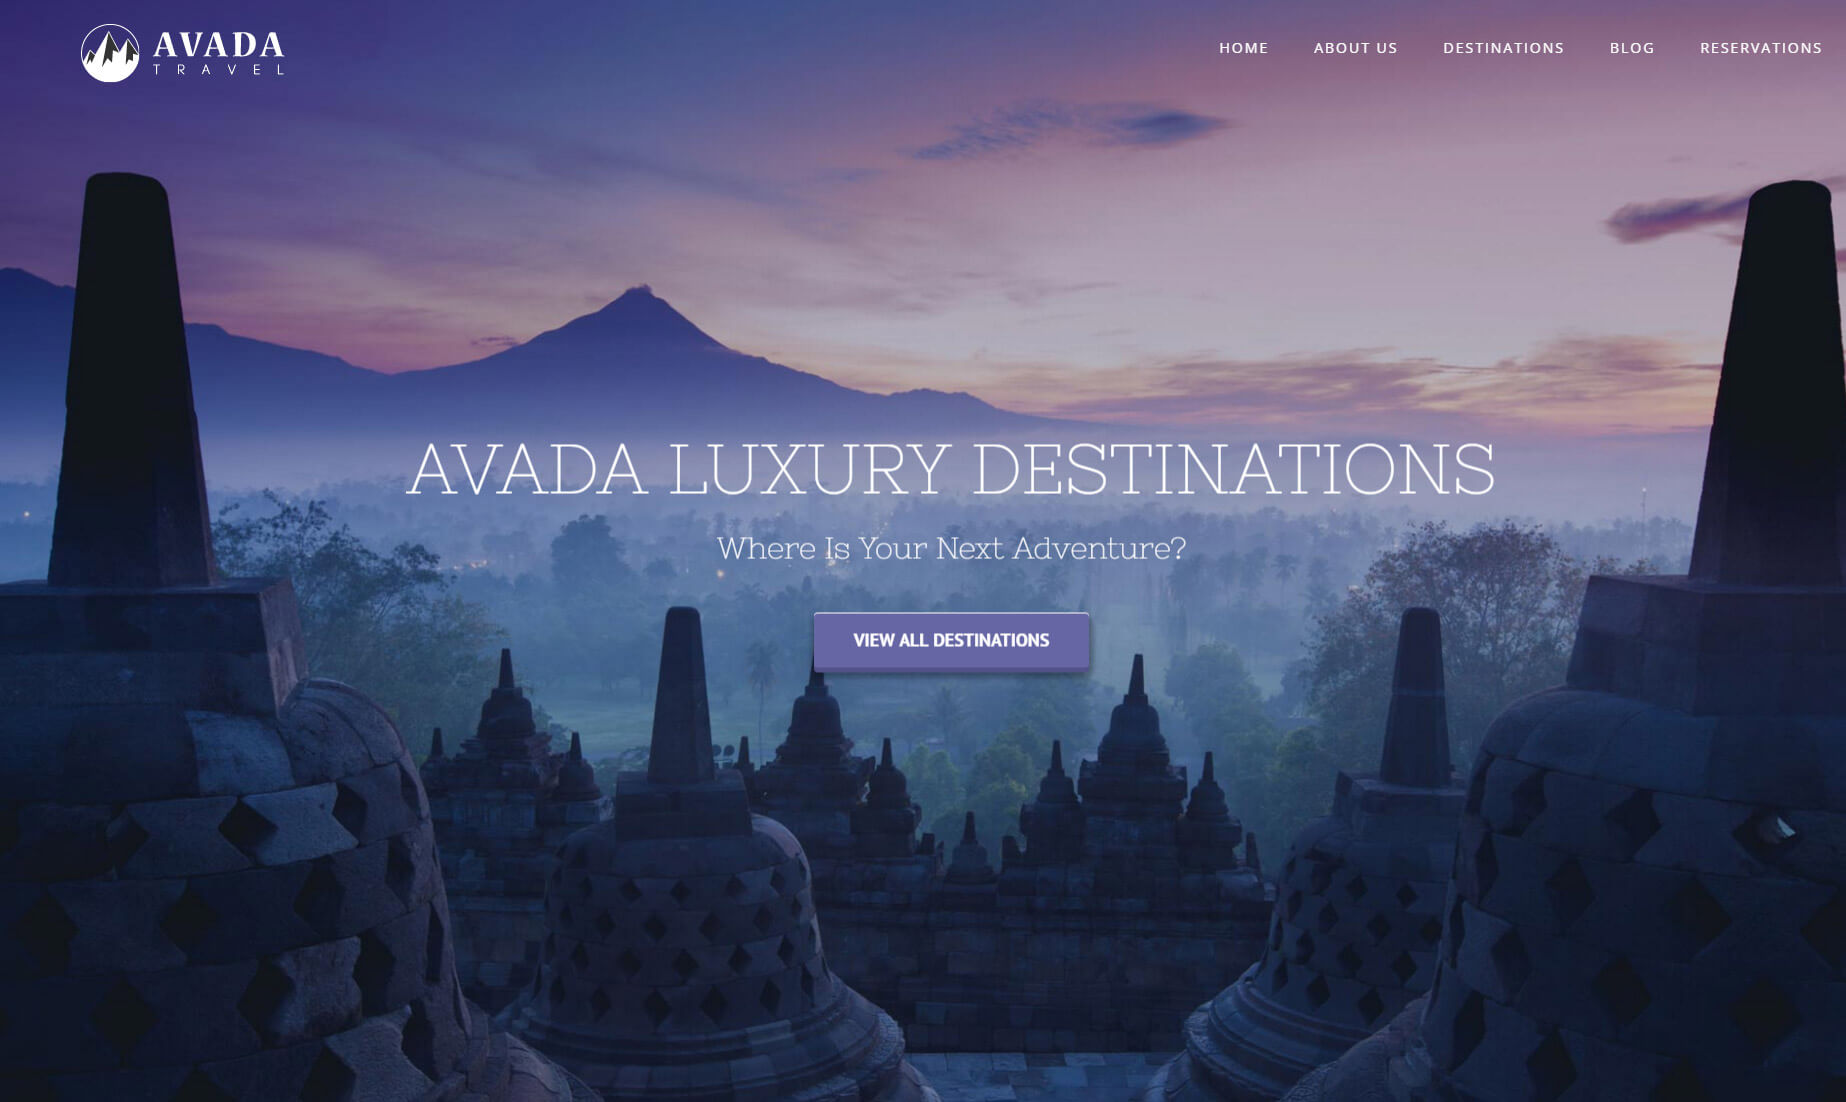 AVADA
TRAVEL
HOME ABOUT US DESTINATIONS BLOG RESERVATIONS
AVADA LUXURY DESTINATIONS
Where Is Your Next Adventure?
VIEW ALL DESTINATIONS